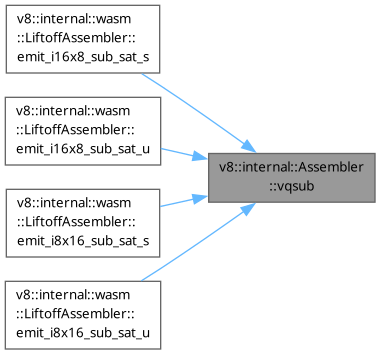 v8::internal::wasm
::LiftoffAssembler::
emit_i16x8_sub_sat_s
v8::internal::wasm
::LiftoffAssembler::
emit_i16x8_sub_sat_u
v8::internal::Assembler
::vqsub
v8::internal::wasm
::LiftoffAssembler::
emit_i8x16_sub_sat_s
v8::internal::wasm
::LiftoffAssembler::
emit_i8x16_sub_sat_u